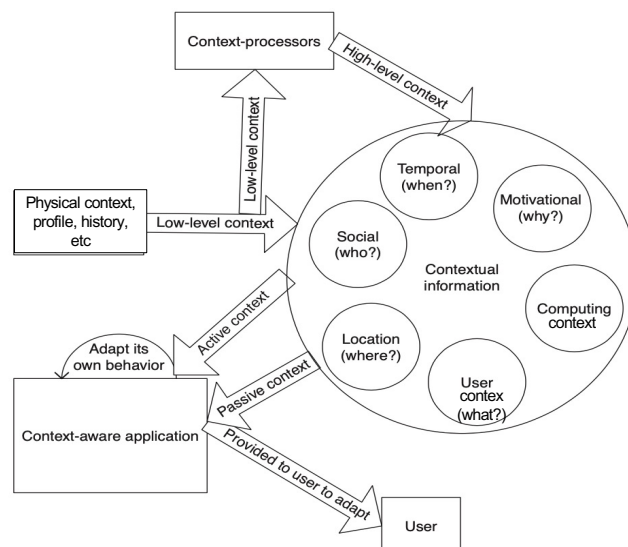 Context-processors
High-level context
Low-level context
Physical context,
profile, history,
etc
Low-level context
Temporal
(when?)
Motivational
(why?)
Social
(who?)
Contextual
information
Computing
context
Location
(where?)
User
contex
(what?)
Active context
Passive context
Adapt its
own behavior
Context-aware application
Provided to user to adapt
User